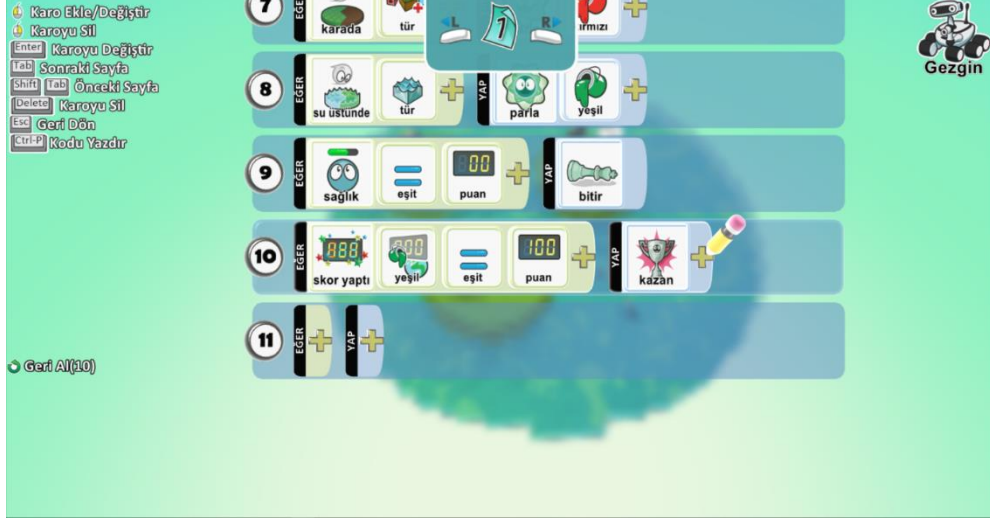 Karo Ekle/Değiştir
Karoyu Sil
Enter Karoyu Değiştir
Tab Sonraki Sayfa
Shift Tab Önceki Sayfa
Delete Karoyu Sil
Esc Geri Dön
Ctrl-P Kodu Yazdır
Geri Al(10)
L 1 R
Gezgin
7 EĞER karada tür
8 EĞER su üstünde tür YAP parla yeşil
9 EĞER sağlık eşit 00 puan YAP bitir
10 EĞER 888 skor yaptı 000 yeşil eşit 100 puan YAP kazan
11 EĞER YAP